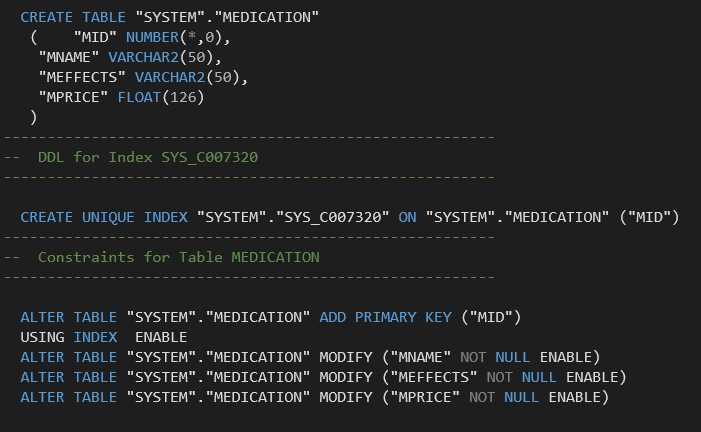 CREATE TABLE "SYSTEM"."MEDICATION"
(    "MID" NUMBER(*,0),
"MNAME" VARCHAR2(50),
"MEFFECTS" VARCHAR2(50),
"MPRICE" FLOAT(126)
)
--------------------------------------------------------
--  DDL for Index SYS_C007320
--------------------------------------------------------
CREATE UNIQUE INDEX "SYSTEM"."SYS_C007320" ON "SYSTEM"."MEDICATION" ("MID")
--------------------------------------------------------
--  Constraints for Table MEDICATION
--------------------------------------------------------
ALTER TABLE "SYSTEM"."MEDICATION" ADD PRIMARY KEY ("MID")
USING INDEX  ENABLE
ALTER TABLE "SYSTEM"."MEDICATION" MODIFY ("MNAME" NOT NULL ENABLE)
ALTER TABLE "SYSTEM"."MEDICATION" MODIFY ("MEFFECTS" NOT NULL ENABLE)
ALTER TABLE "SYSTEM"."MEDICATION" MODIFY ("MPRICE" NOT NULL ENABLE)